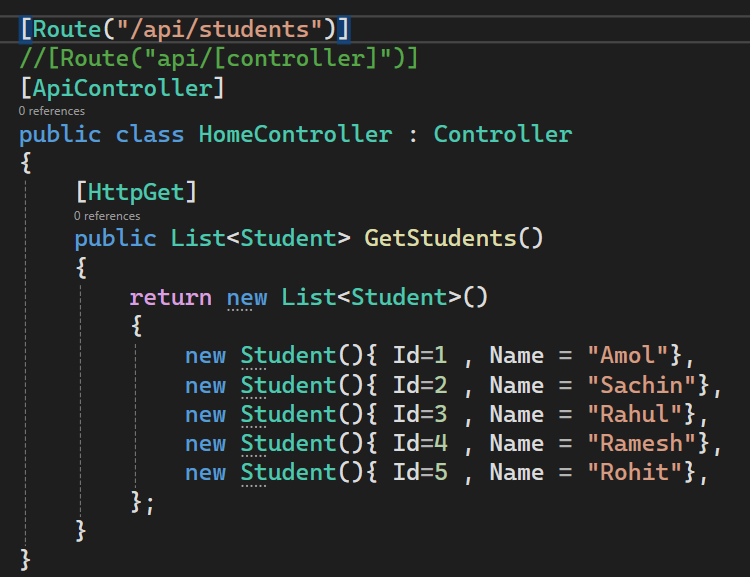 [Route("/api/students")]
//[Route("api/[controller]")]
[ApiController]
0 references
public class HomeController : Controller
{
[HttpGet]
0 references
public List<Student> GetStudents()
{
return new List<Student>()
{
new Student(){ Id=1 , Name = "Amol"},
new Student(){ Id=2 , Name = "Sachin"},
new Student(){ Id=3 , Name = "Rahul"},
new Student(){ Id=4 , Name = "Ramesh"},
new Student(){ Id=5 , Name = "Rohit"},
};
}
}